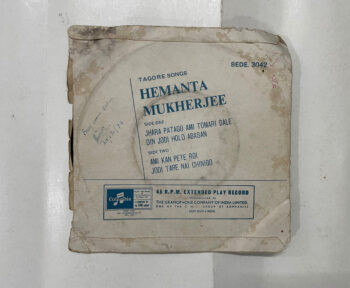 SEDE. 3042
TAGORE SONGS
HEMANTA
MUKHERJEE
SIDE ONE
JHARA PATAGO AMI TOMARI DALE
DIN JODI HOLO ABASAN
SIDE TWO
AMI KAN PETE ROI
JODI TARE NAI CHINIGO
Columbia
45 R.P.M. EXTENDED PLAY RECORD
THE GRAMOPHONE COMPANY OF INDIA LIMITED.